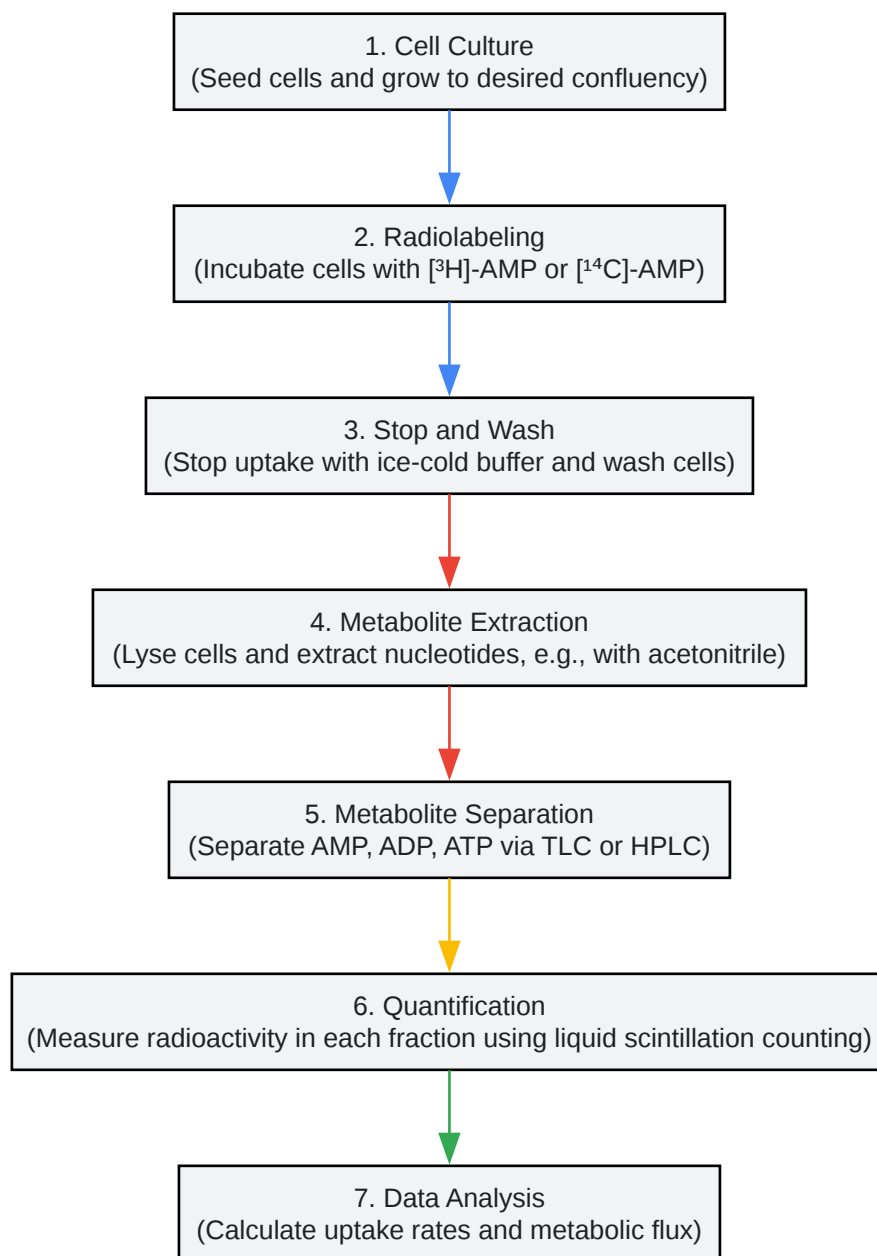 1. Cell Culture
(Seed cells and grow to desired confluency)
2. Radiolabeling
(Incubate cells with [³H]-AMP or [¹⁴C]-AMP)
3. Stop and Wash
(Stop uptake with ice-cold buffer and wash cells)
4. Metabolite Extraction
(Lyse cells and extract nucleotides, e.g., with acetonitrile)
5. Metabolite Separation
(Separate AMP, ADP, ATP via TLC or HPLC)
6. Quantification
(Measure radioactivity in each fraction using liquid scintillation counting)
7. Data Analysis
(Calculate uptake rates and metabolic flux)